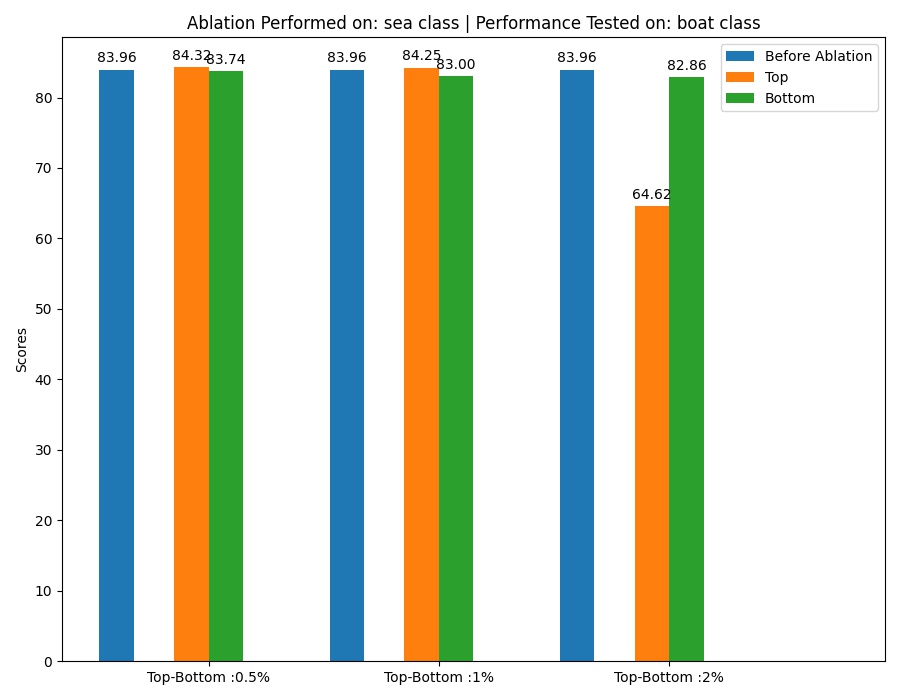 Ablation Performed on: sea class | Performance Tested on: boat class
Before Ablation
Top
Bottom
83.96
84.32
83.74
83.96
84.25
83.00
83.96
64.62
82.86
Scores
80
70
60
50
40
30
20
10
0
Top-Bottom :0.5%
Top-Bottom :1%
Top-Bottom :2%